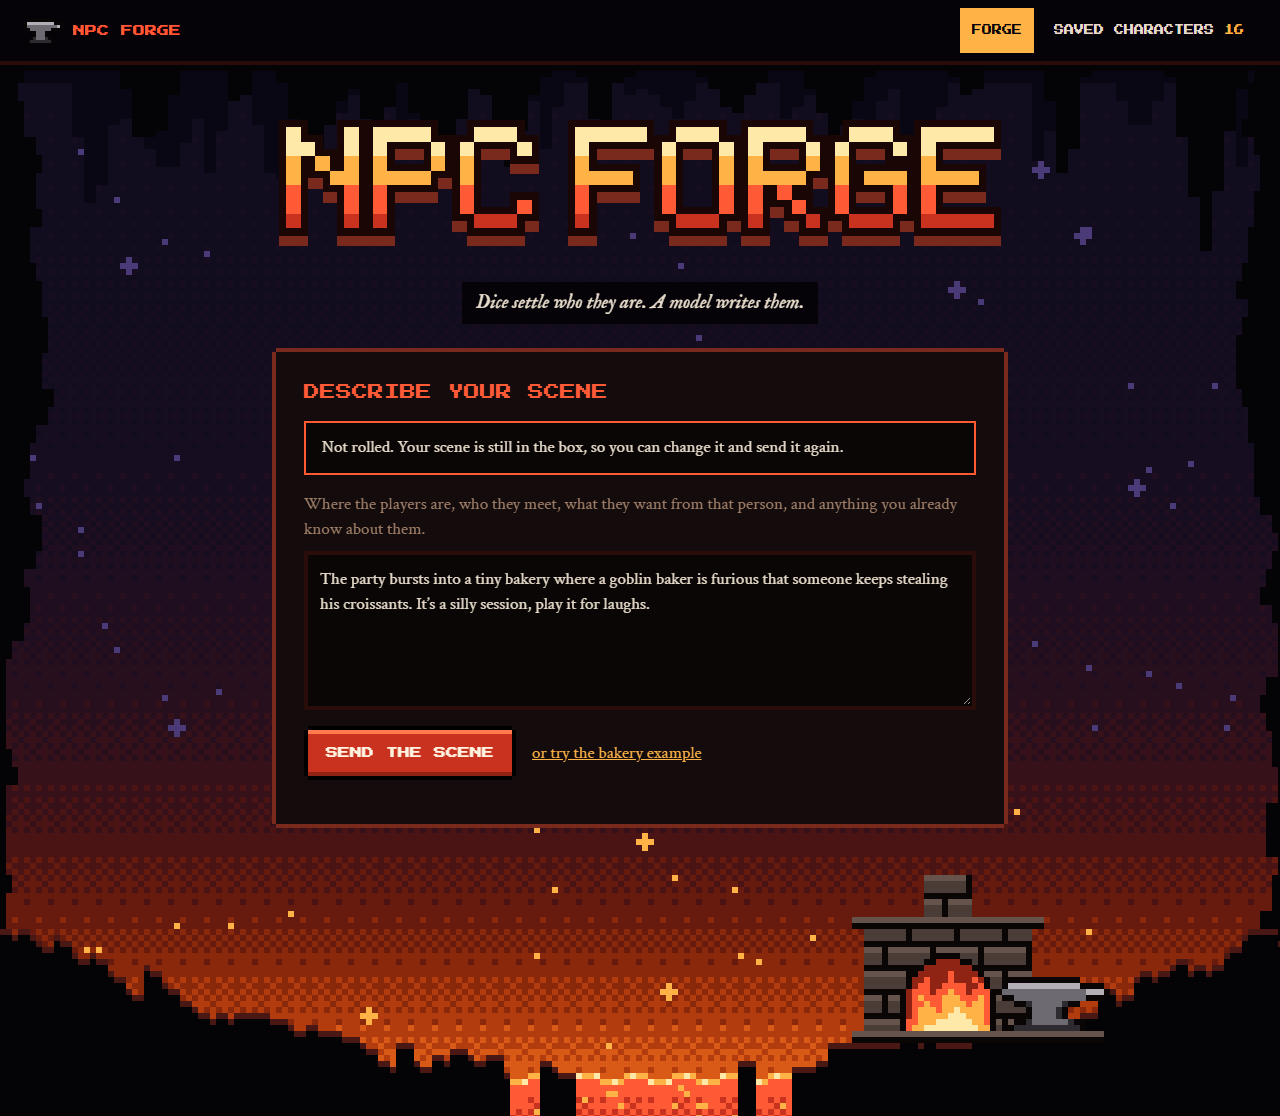 NPC FORGE
FORGE
SAVED CHARACTERS 16
NPC FORGE
Dice settle who they are. A model writes them.
DESCRIBE YOUR SCENE
Not rolled. Your scene is still in the box, so you can change it and send it again.
Where the players are, who they meet, what they want from that person, and anything you already
know about them.
The party bursts into a tiny bakery where a goblin baker is furious that someone keeps stealing
his croissants. It's a silly session, play it for laughs.
SEND THE SCENE
or try the bakery example